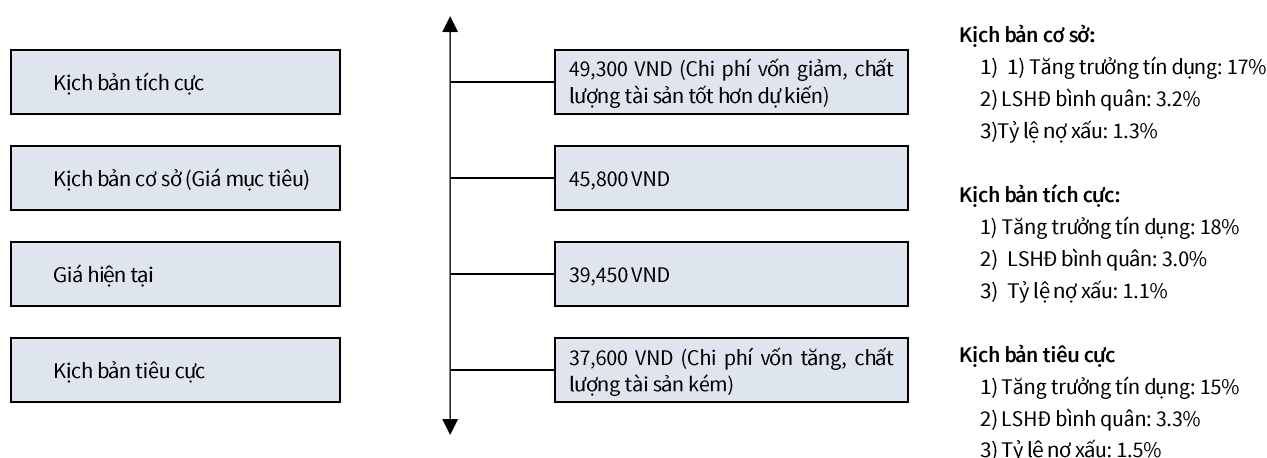 Kịch bản tích cực
49,300 VND (Chi phí vốn giảm, chất
lượng tài sản tốt hơn dự kiến)
Kịch bản cơ sở (Giá mục tiêu)
45,800 VND
Giá hiện tại
39,450 VND
Kịch bản tiêu cực
37,600 VND (Chi phí vốn tăng, chất
lượng tài sản kém)
Kịch bản cơ sở:
1) 1) Tăng trưởng tín dụng: 17%
2) LSHĐ bình quân: 3.2%
3)Tỷ lệ nợ xấu: 1.3%
Kịch bản tích cực:
1) Tăng trưởng tín dụng: 18%
2) LSHĐ bình quân: 3.0%
3) Tỷ lệ nợ xấu: 1.1%
Kịch bản tiêu cực
1) Tăng trưởng tín dụng: 15%
2) LSHĐ bình quân: 3.3%
3) Tỷ lệ nợ xấu: 1.5%